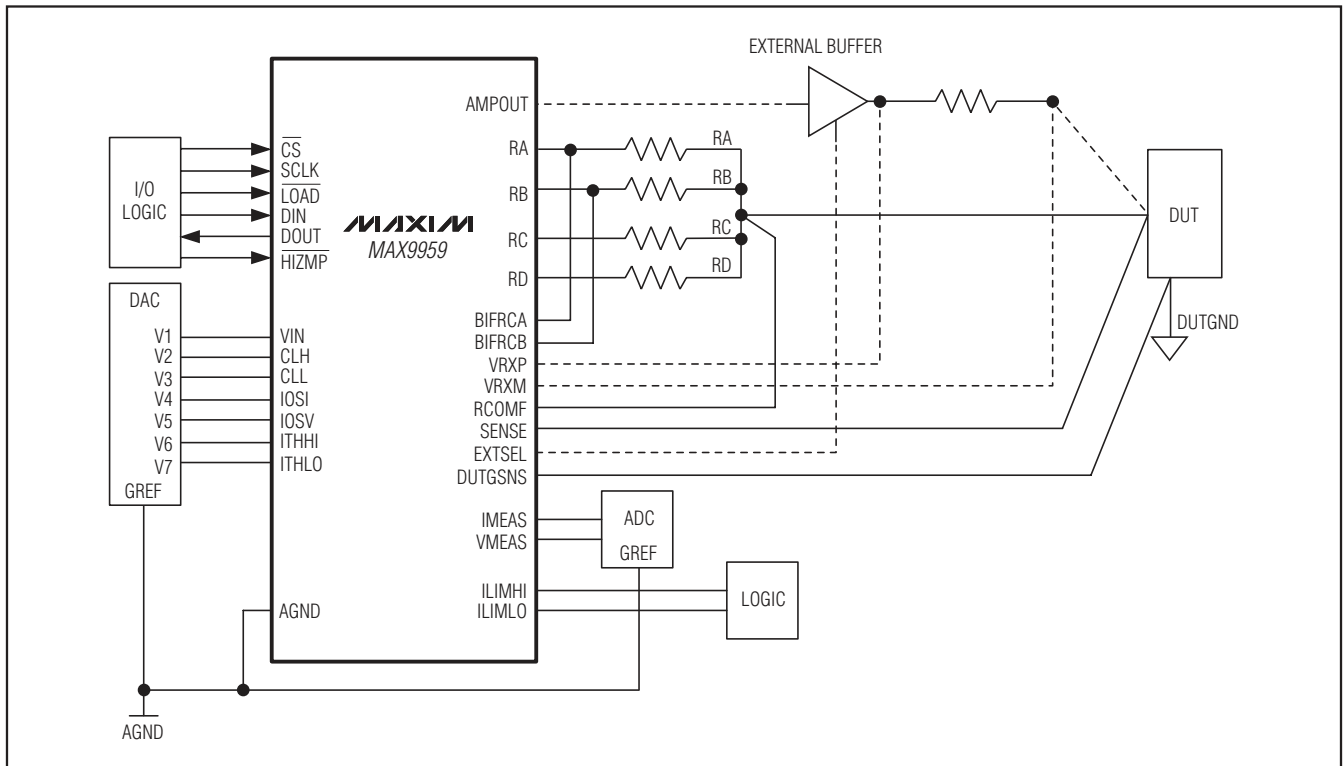 EXTERNAL BUFFER
I/O
LOGIC
CS
SCLK
LOAD
DIN
DOUT
HIZMP
DAC
V1
V2
V3
V4
V5
V6
V7
GREF
VIN
CLH
CLL
IOSI
IOSV
ITHHI
ITHLO
AGND
AGND
MAXIM
MAX9959
AMPOUT
RA
RB
RC
RD
BIFRCA
BIFRCB
VRXP
VRXM
RCOMF
SENSE
EXTSEL
DUTGSNS
IMEAS
VMEAS
ILIMHI
ILIMLO
RA
RB
RC
RD
DUT
DUTGND
ADC
GREF
LOGIC